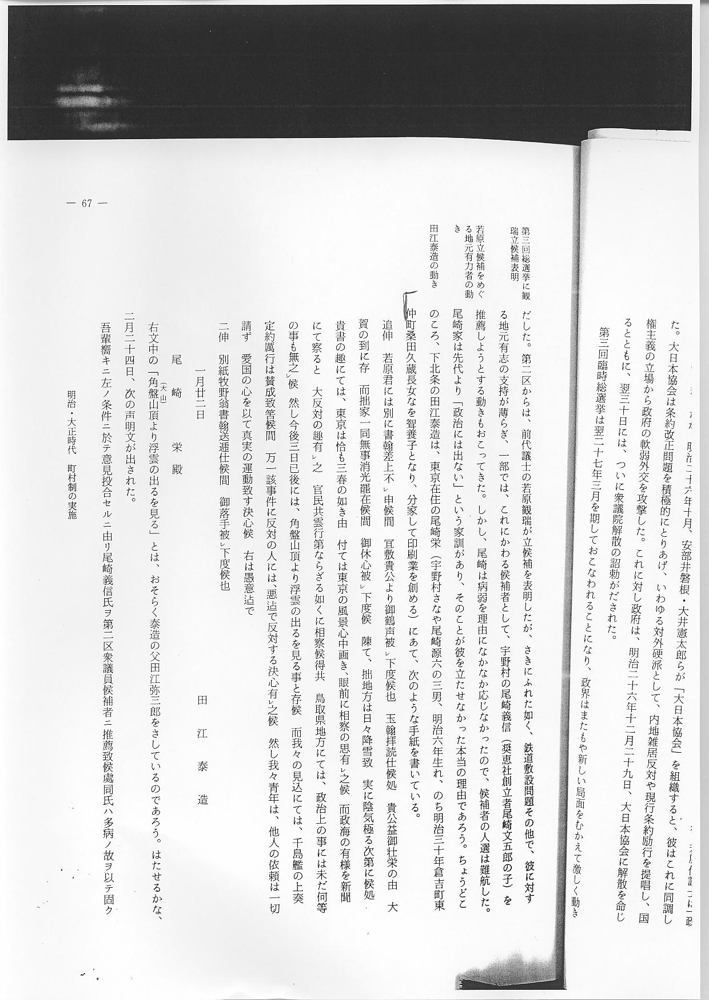 明治二十六年十月、安部井磐根・大井憲太郎らが「大日本協会」を組織すると、彼はこれに同調し
た。大日本協会は条約改正問題を積極的にとりあげ、いわゆる対外硬派として、内地雑居反対や現行条約励行を提唱し、国
権主義の立場から政府の軟弱外交を攻撃した。これに対し政府は、明治二十六年十二月二十九日、大日本協会に解散を命じ
るとともに、翌三十日には、ついに衆議院解散の詔勅がだされた。
第三回臨時総選挙は翌二十七年三月を期しておこなわれることになり、政界はまたもや新しい局面をむかえて激しく動き
第三回総選挙に観
瑞立候補表明
だした。第二区からは、前代議士の若原観瑞が立候補を表明したが、さきにふれた如く、鉄道敷設問題その他で、彼に対す
る地元有志の支持が薄らぎ、一部では、これにかわる候補者として、宇野村の尾崎義信（奨恵社創立者尾崎文五郎の子）を
若原立候補をめぐ
る地元有力者の動
き
推薦しようとする動きもおこってきた。しかし、尾崎は病弱を理由になかなか応じなかったので、候補者の人選は難航した。
尾崎家は先代より「政治には出ない」という家訓があり、そのことが彼を立たせなかった本当の理由であろう。ちょうどこ
田江泰造の動き
のころ、下北条の田江泰造は、東京在住の尾崎栄（宇野村さなや尾崎源六の三男、明治六年生れ、のち明治三十年倉吉町東
仲町桑田久蔵長女なを聟養子となり、分家して印刷業を創める）にあて、次のような手紙を書いている。
追伸　若原君には別に書翰差上不レ申候間　宜敷貴公より御鶴声被レ下度候也　玉翰拝読仕候処　貴公益御壮栄の由　大
賀の到に存　而拙家一同無事消光罷在候間　御休心被レ下度候　陳て、拙地方は日々降雪致　実に陰気極る次第に候処
貴書の趣にては、東京は恰も三春の如き由　付ては東京の風景心中画き、眼前に相察の思有レ之候　而政海の有様を新聞
にて察ると　大反対の趣有レ之　官民共雲行第ならざる如くに相察候得共　鳥取県地方にては、政治上の事には未だ何等
の事も無之レ候　然し今後三日已後には、角盤山頂より浮雲の出るを見る事と存候　而我々の見込にては、千島艦の上奏
定約厲行は賛成致筈候間　万一該事件に反対の人には、悪迠で反対する決心有レ之候　然し我々青年は、他人の依頼は一切
請ず　愛国の心を以て真実の運動致す決心候　右は愚意迠で
二伸　別紙牧野翁書翰送逓仕候間　御落手被レ下度候也
一月廿二日　田江泰造
尾崎栄殿
右文中の「角盤山頂より浮雲の出るを見る」とは、おそらく泰造の父田江弥三郎をさしているのであろう。はたせるかな、
（大山）
二月二十四日、次の声明文が出された。
吾輩嚮キニ左ノ条件ニ於テ意見投合セルニ由リ尾崎義信氏ヲ第二区衆議員候補者ニ推薦致候處同氏ハ多病ノ故ヲ以テ固ク
明治・大正時代　町村制の実施
— 67 —